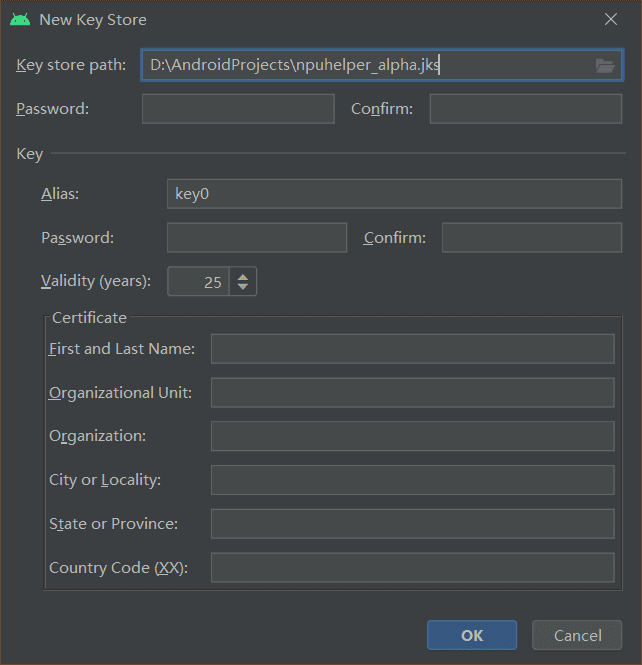 New Key Store
Key store path: D:\AndroidProjects\npuhelper_alpha.jks
Password: Confirm:
Key
Alias: key0
Password: Confirm:
Validity (years): 25
Certificate
First and Last Name:
Organizational Unit:
Organization:
City or Locality:
State or Province:
Country Code (XX):
OK Cancel